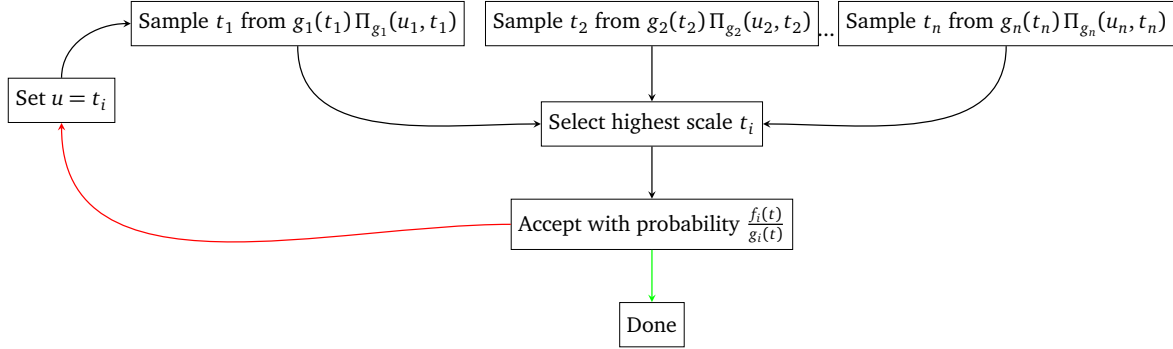 Sample t₁ from g₁(t₁) Π_{g₁}(u₁, t₁)
Sample t₂ from g₂(t₂) Π_{g₂}(u₂, t₂)
...
Sample tₙ from gₙ(tₙ) Π_{gₙ}(uₙ, tₙ)
Set u = tᵢ
Select highest scale tᵢ
Accept with probability fᵢ(t)/gᵢ(t)
Done